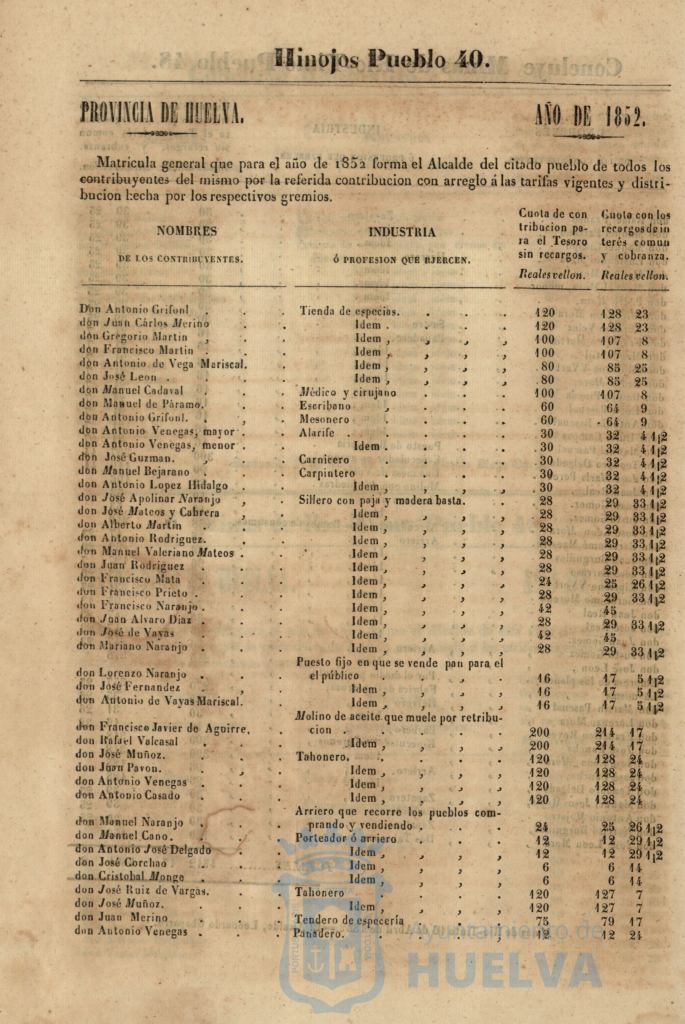 Hinojos Pueblo 40.
PROVINCIA DE HUELVA. AÑO DE 1852.
Matricula general que para el año de 1852 forma el Alcalde del citado pueblo de todos los
contribuyentes del mismo por la referida contribucion con arreglo á las tarifas vigentes y distri-
bucion hecha por los respectivos gremios.
NOMBRES
DE LOS CONTRIBUYENTES.
INDUSTRIA
Ó PROFESION QUE EJERCEN.
Cuota de con
tribucion pa-
ra el Tesoro
sin recargos.
Reales vellon.
Cuota con los
recargos de in
terés comun
y cobranza.
Reales vellon.
Don Antonio Grifonl . . . Tienda de especias. . . . 120 128 23
don Juan Cárlos Merino . . Idem . . . . 120 128 23
don Gregorio Martin , . . Idem , , , , 100 107 8
don Francisco Martin . . . Idem , , , , 100 107 8
don Antonio de Vega Mariscal. . Idem , , , , 80 85 25
don José Leon . . . . Idem , , , , 80 85 25
don Manuel Cadaval . . . Médico y cirujano . . . 100 107 8
don Manuel de Páramo. . . Escribano , . . . 60 64 9
don Antonio Grifonl. , . . Mesonero . . . . 60 64 9
don Antonio Venegas, mayor . . Alarife . . . . . 30 32 4 1|2
don Antonio Venegas, menor . . Idem . . . . 30 32 4 1|2
don José Guzman. , . . Carnicero . . . . 30 32 4 1|2
don Manuel Bejarano . . . Carpintero . . . . 30 32 4 1|2
don Antonio Lopez Hidalgo . . Idem , , , , 30 32 4 1|2
don José Apolinar Naranjo , . Sillero con paja y madera basta. . . 28 29 33 1|2
don José Mateos y Cabrera , . Idem , , , , 28 29 33 1|2
don Alberto Martin . . . Idem , , , , 28 29 33 1|2
don Antonio Rodriguez. . . Idem , , , , 28 29 33 1|2
don Manuel Valeriano Mateos . . Idem , , , , 28 29 33 1|2
don Juan Rodriguez . . . Idem , , , , 28 29 33 1|2
don Francisco Mata . . . Idem , , , , 24 25 26 1|2
don Francisco Prieto . . . Idem , , , , 28 29 33 1|2
don Francisco Naranjo . . . Idem , , , , 42 45
don Juan Alvaro Diaz . . . Idem , , , , 28 29 33 1|2
don José de Vayas . . . Idem , , , , 42 45
don Mariano Naranjo . . . Idem , , , , 28 29 33 1|2
Puesto fijo en que se vende pan para el
don Lorenzo Naranjo . . . el público . . . . 16 17 5 1|2
don José Fernandez . , . Idem , , , , 16 17 5 1|2
don Antonio de Vayas Mariscal. . Idem , , , , 16 17 5 1|2
Molino de aceite que muele por retribu-
don Francisco Javier de Aguirre, . cion . . . . . 200 214 17
don Rafael Valcasal . . . Idem , , , , 200 214 17
don José Muñoz. . . . Tahonero. , , , , 120 128 24
don Juan Pavon. . , . Idem , , , , 120 128 24
don Antonio Venegas . . . Idem , , , , 120 128 24
don Antonio Casado . . . Idem , , , , 120 128 24
Arriero que recorre los pueblos com-
don Manuel Naranjo . . . prando y vendiendo . . . 24 25 26 1|2
don Manuel Cano. . . . Porteador ó arriero . . . 12 12 29 1|2
don Antonio José Delgado . . Idem , , , , 12 12 29 1|2
don José Corchao . . . Idem , , , , 6 6 14
don Cristobal Monge . . . Idem , , , , 6 6 14
don José Ruiz de Vargas. . . Tahonero . . . . 120 127 7
don José Muñoz. . . . Idem , , , , 120 127 7
don Juan Merino . . . Tendero de especería . . . 75 79 17
don Antonio Venegas . . . Panadero. . . . . 12 12 24
Ayuntamiento de
HUELVA